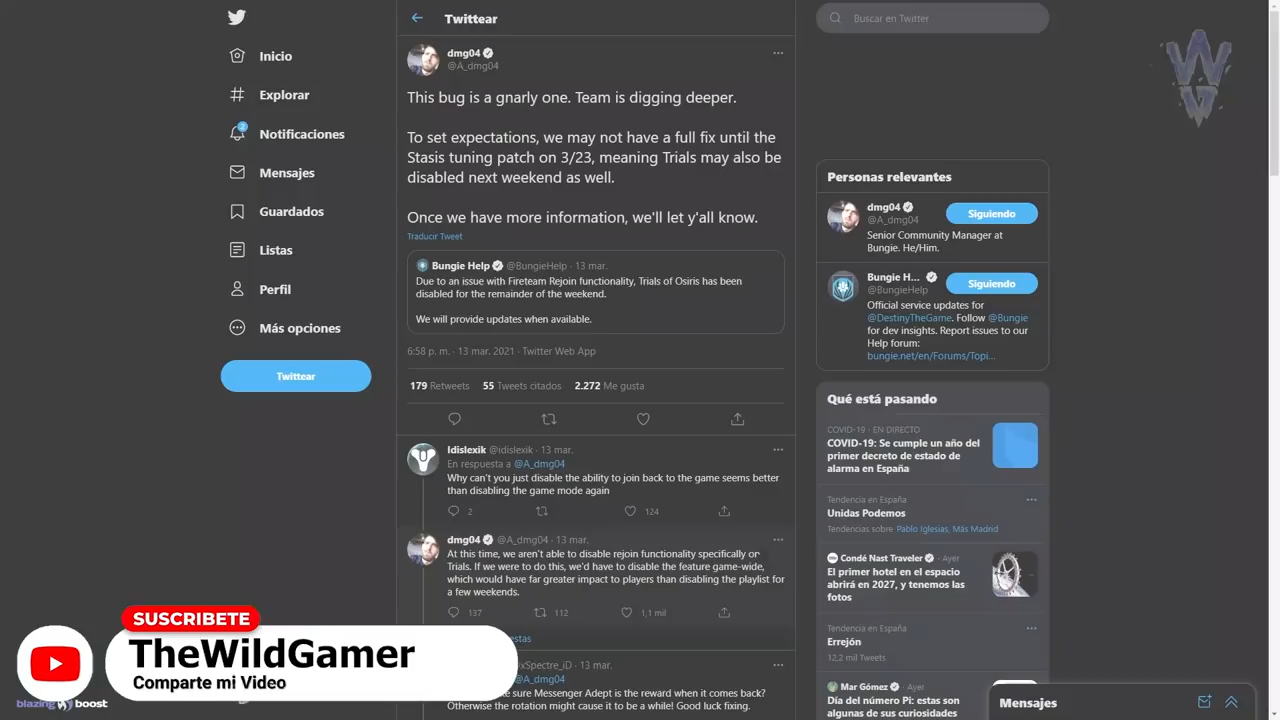 Inicio
Explorar
2
Notificaciones
Mensajes
Guardados
Listas
Perfil
Más opciones
Twittear
Twittear
dmg04
@A_dmg04
This bug is a gnarly one. Team is digging deeper.
To set expectations, we may not have a full fix until the
Stasis tuning patch on 3/23, meaning Trials may also be
disabled next weekend as well.
Once we have more information, we'll let y'all know.
Traducir Tweet
Bungie Help @BungieHelp · 13 mar.
Due to an issue with Fireteam Rejoin functionality, Trials of Osiris has been
disabled for the remainder of the weekend.
We will provide updates when available.
6:58 p. m. · 13 mar. 2021 · Twitter Web App
179 Retweets 55 Tweets citados 2.272 Me gusta
Idislexik @idislexik · 13 mar.
En respuesta a @A_dmg04
Why can't you just disable the ability to join back to the game seems better
than disabling the game mode again
2 124
dmg04 @A_dmg04 · 13 mar.
At this time, we aren't able to disable rejoin functionality specifically or
Trials. If we were to do this, we'd have to disable the feature game-wide,
which would have far greater impact to players than disabling the playlist for
a few weekends.
137 112 1,1 mil
estas
xSpectre_iD · 13 mar.
@A_dmg04
ke sure Messenger Adept is the reward when it comes back?
Otherwise the rotation might cause it to be a while! Good luck fixing.
Buscar en Twitter
Personas relevantes
dmg04
@A_dmg04
Siguiendo
Senior Community Manager at
Bungie. He/Him.
Bungie H...
@BungieHelp
Siguiendo
Official service updates for
@DestinyTheGame. Follow @Bungie
for dev insights. Report issues to our
Help forum:
bungie.net/en/Forums/Topi...
Qué está pasando
COVID-19 · EN DIRECTO
COVID-19: Se cumple un año del
primer decreto de estado de
alarma en España
Tendencia en España
Unidas Podemos
Tendencias sobre Pablo Iglesias, Más Madrid
Condé Nast Traveler · Ayer
El primer hotel en el espacio
abrirá en 2027, y tenemos las
fotos
Tendencia en España
Errejón
12,2 mil Tweets
Mar Gómez · Ayer
Día del número Pi: estas son
algunas de sus curiosidades
Mensajes
SUSCRIBETE
TheWildGamer
Comparte mi Video
blazing boost